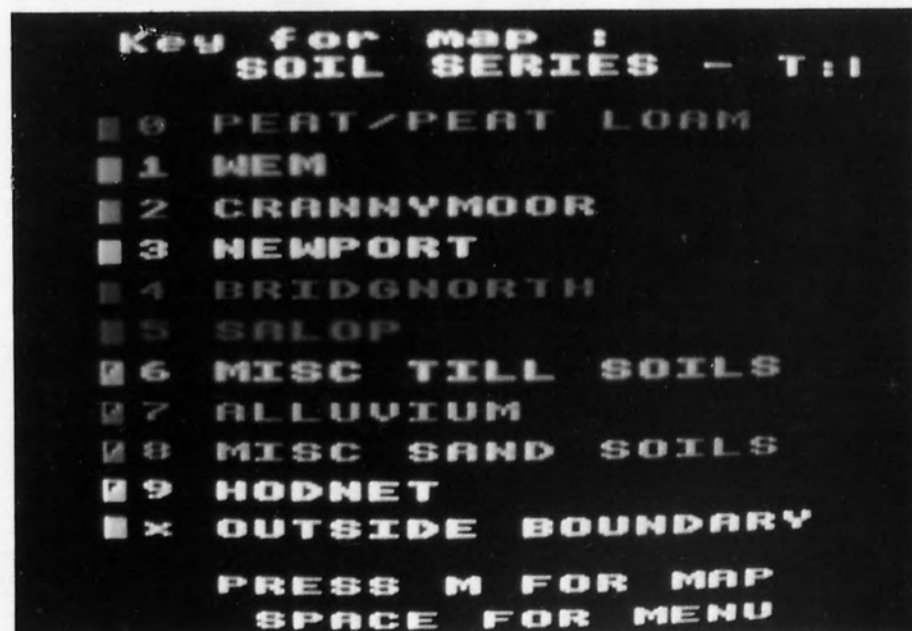 Key for map :
SOIL SERIES - T:1
0 PEAT/PEAT LOAM
1 WEM
2 CRANNYMOOR
3 NEWPORT
4 BRIDGNORTH
5 SALOP
6 MISC TILL SOILS
7 ALLUVIUM
8 MISC SAND SOILS
9 HODNET
x OUTSIDE BOUNDARY
PRESS M FOR MAP
SPACE FOR MENU